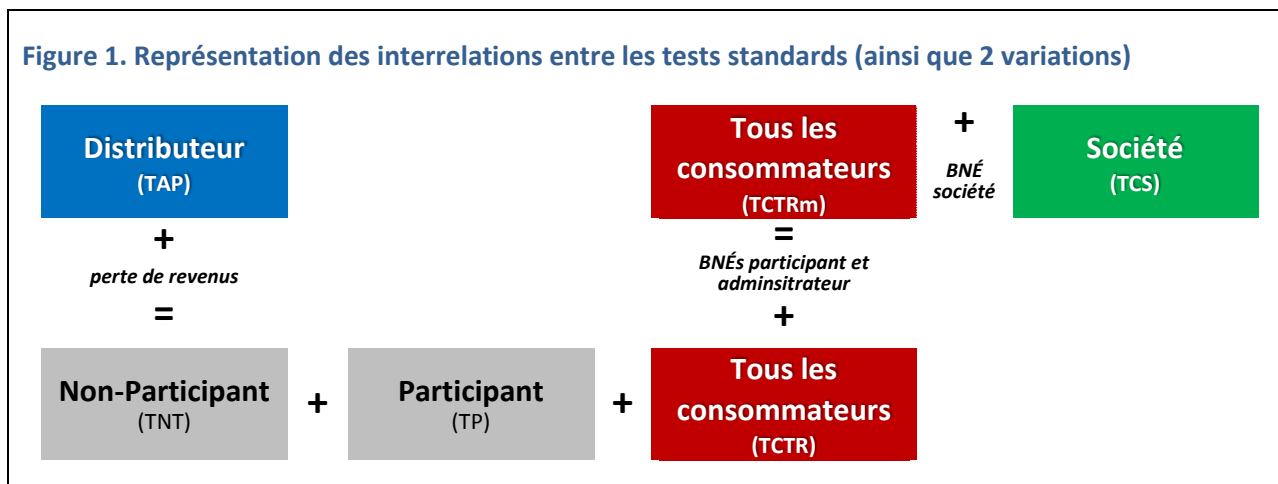 Figure 1. Représentation des interrelations entre les tests standards (ainsi que 2 variations)
Distributeur
(TAP)
+
perte de revenus
=
Tous les
consommateurs
(TCTRm)
+
BNÉ
société
Société
(TCS)
=
BNÉs participant et
adminsitrateur
+
Non-Participant
(TNT)
+
Participant
(TP)
+
Tous les
consommateurs
(TCTR)